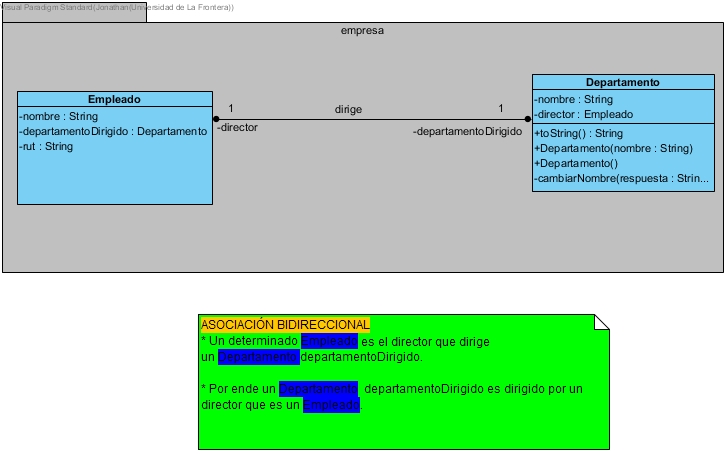 Visual Paradigm Standard(Jonathan(Universidad de La Frontera))
empresa
Empleado
-nombre : String
-departamentoDirigido : Departamento
-rut : String
1
dirige
1
-director
-departamentoDirigido
Departamento
-nombre : String
-director : Empleado
+toString() : String
+Departamento(nombre : String)
+Departamento()
-cambiarNombre(respuesta : Strin...
ASOCIACIÓN BIDIRECCIONAL
* Un determinado Empleado es el director que dirige
un Departamento departamentoDirigido.
* Por ende un Departamento departamentoDirigido es dirigido por un
director que es un Empleado.